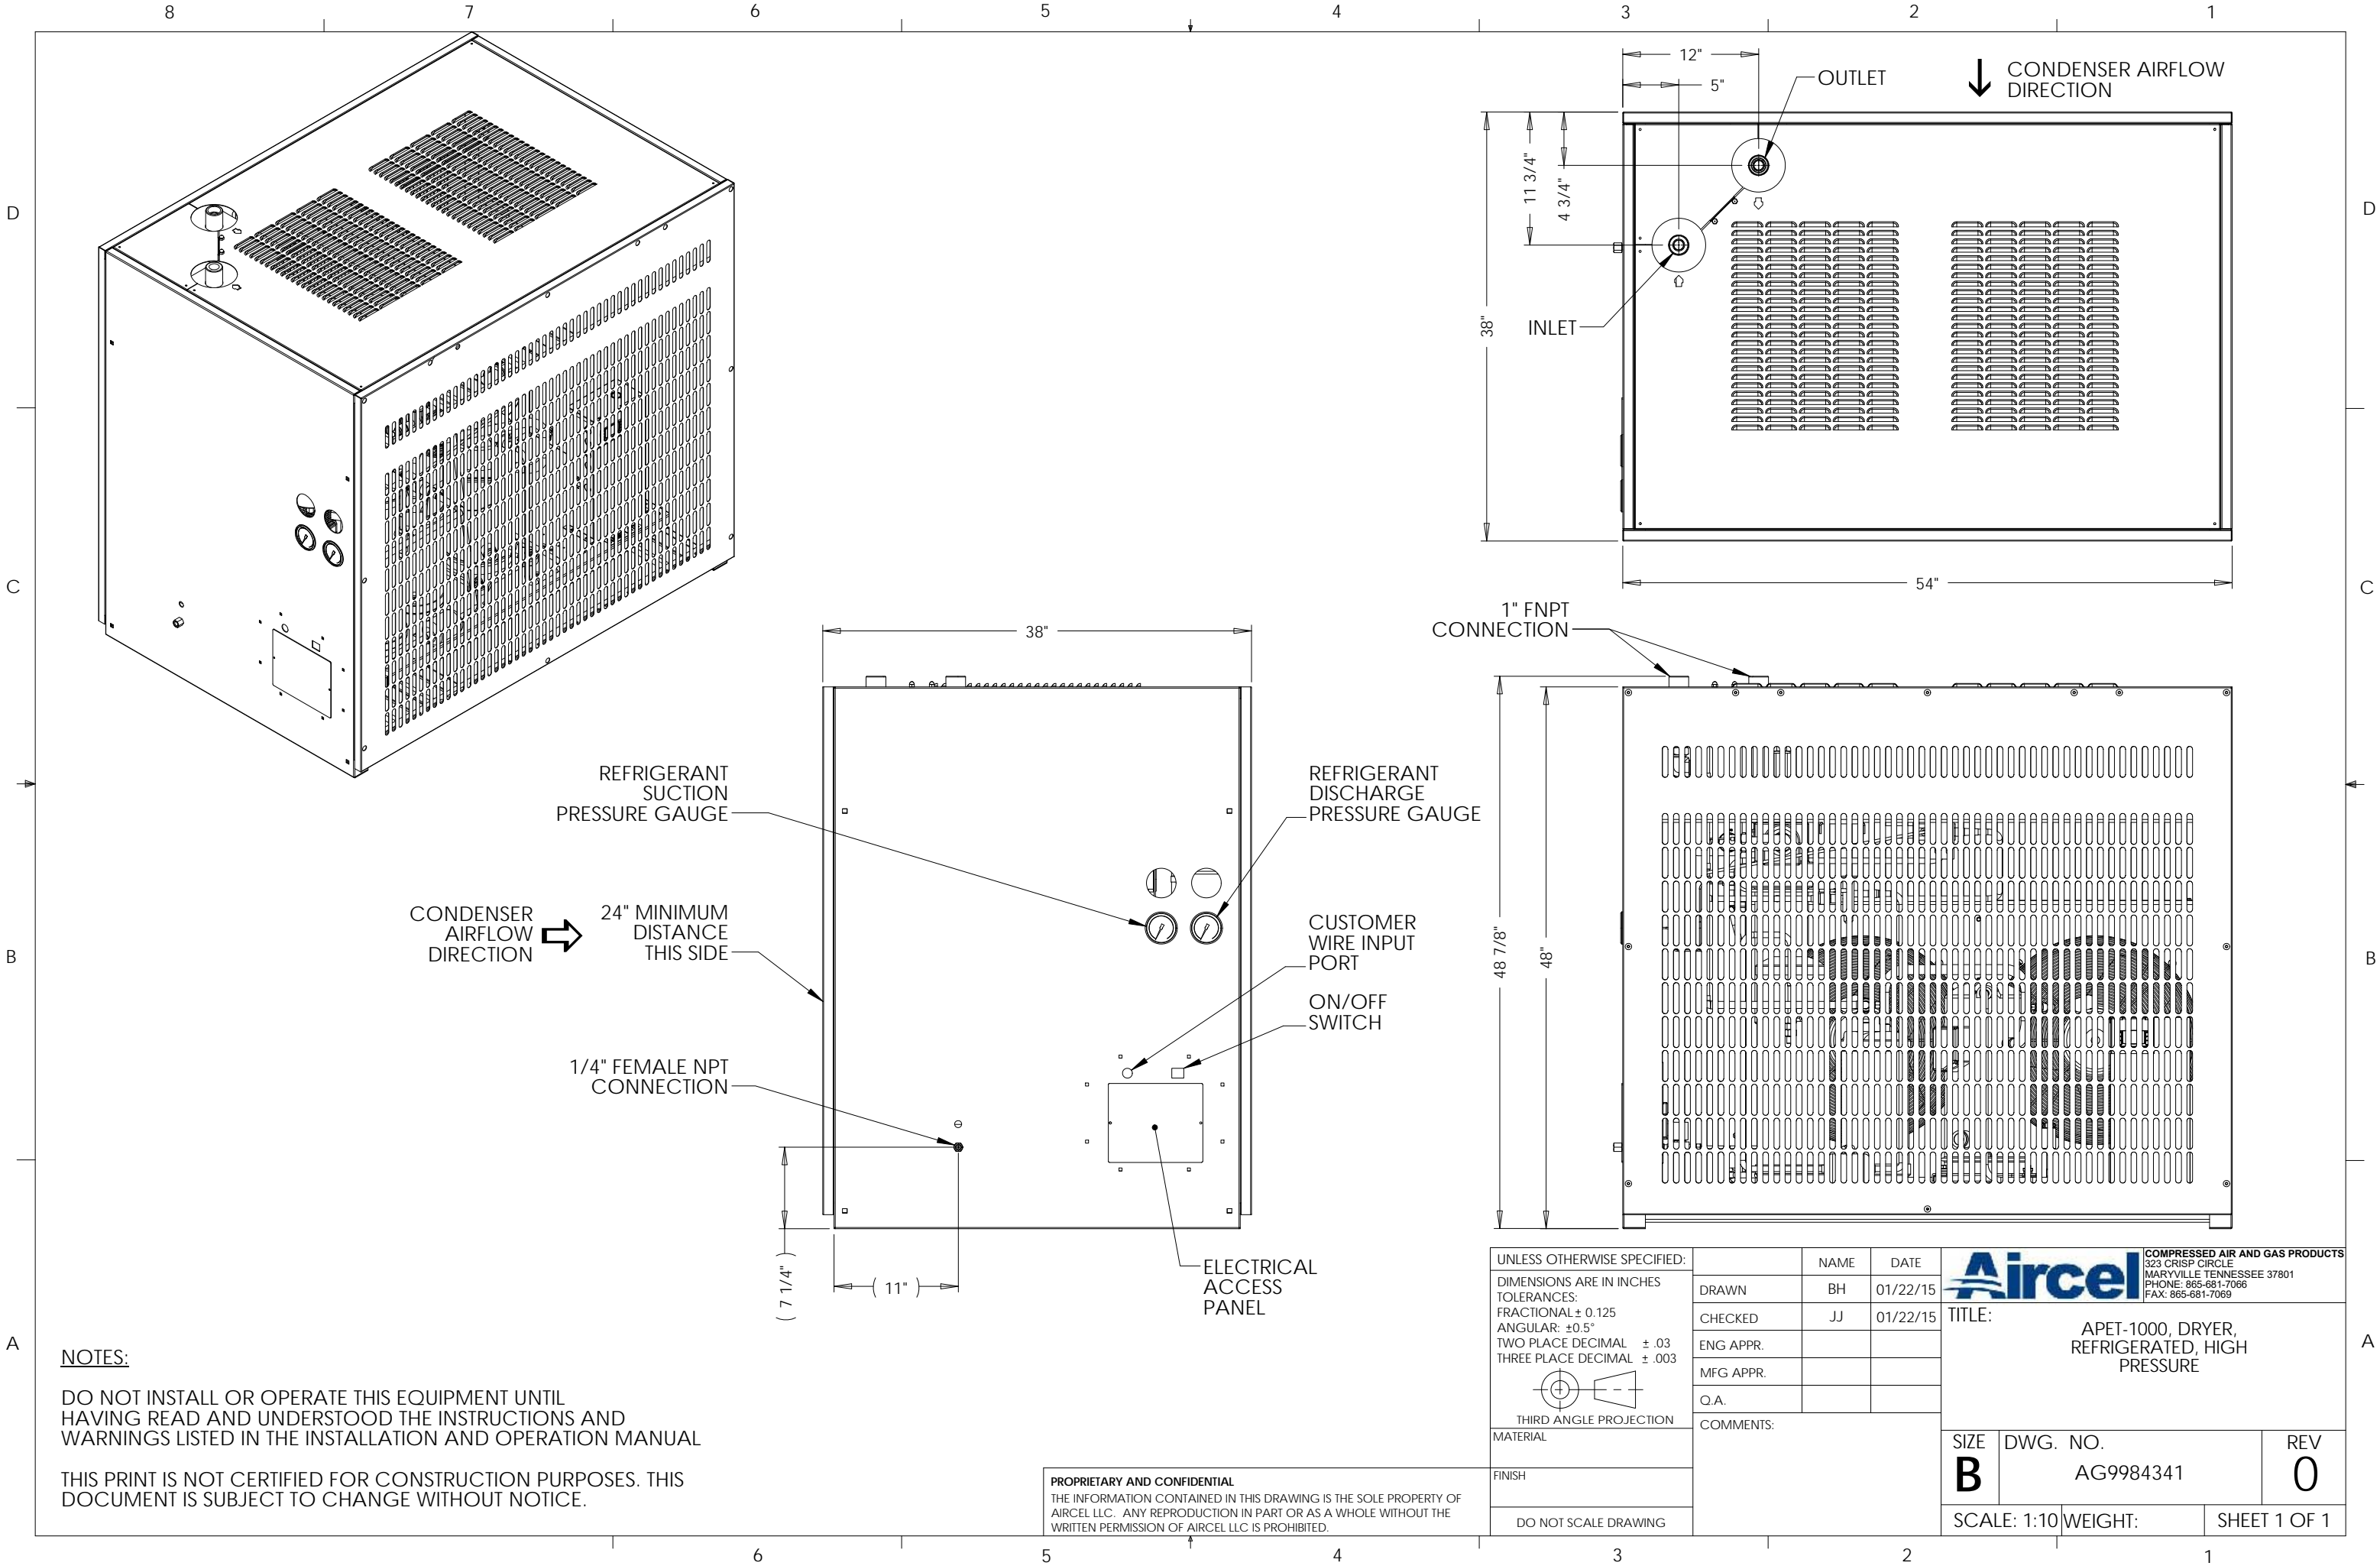 8 7 6 5 4 3 2 1
D
C
B
A
D
C
B
A
12"
5"
OUTLET
CONDENSER AIRFLOW
DIRECTION
11 3/4"
4 3/4"
38"
INLET
54"
1" FNPT
CONNECTION
38"
REFRIGERANT
SUCTION
PRESSURE GAUGE
REFRIGERANT
DISCHARGE
PRESSURE GAUGE
CONDENSER
AIRFLOW
DIRECTION
24" MINIMUM
DISTANCE
THIS SIDE
CUSTOMER
WIRE INPUT
PORT
ON/OFF
SWITCH
1/4" FEMALE NPT
CONNECTION
48 7/8"
48"
( 7 1/4" )
( 11" )
ELECTRICAL
ACCESS
PANEL
NOTES:
DO NOT INSTALL OR OPERATE THIS EQUIPMENT UNTIL
HAVING READ AND UNDERSTOOD THE INSTRUCTIONS AND
WARNINGS LISTED IN THE INSTALLATION AND OPERATION MANUAL
THIS PRINT IS NOT CERTIFIED FOR CONSTRUCTION PURPOSES. THIS
DOCUMENT IS SUBJECT TO CHANGE WITHOUT NOTICE.
PROPRIETARY AND CONFIDENTIAL
THE INFORMATION CONTAINED IN THIS DRAWING IS THE SOLE PROPERTY OF
AIRCEL LLC. ANY REPRODUCTION IN PART OR AS A WHOLE WITHOUT THE
WRITTEN PERMISSION OF AIRCEL LLC IS PROHIBITED.
UNLESS OTHERWISE SPECIFIED:
DIMENSIONS ARE IN INCHES
TOLERANCES:
FRACTIONAL ± 0.125
ANGULAR: ±0.5°
TWO PLACE DECIMAL ± .03
THREE PLACE DECIMAL ± .003
THIRD ANGLE PROJECTION
MATERIAL
FINISH
DO NOT SCALE DRAWING
NAME DATE
DRAWN BH 01/22/15
CHECKED JJ 01/22/15
ENG APPR.
MFG APPR.
Q.A.
COMMENTS:
Aircel
COMPRESSED AIR AND GAS PRODUCTS
323 CRISP CIRCLE
MARYVILLE TENNESSEE 37801
PHONE: 865-681-7066
FAX: 865-681-7069
TITLE:
APET-1000, DRYER,
REFRIGERATED, HIGH
PRESSURE
SIZE DWG. NO. REV
B AG9984341 0
SCALE: 1:10 WEIGHT: SHEET 1 OF 1
6 5 4 3 2 1